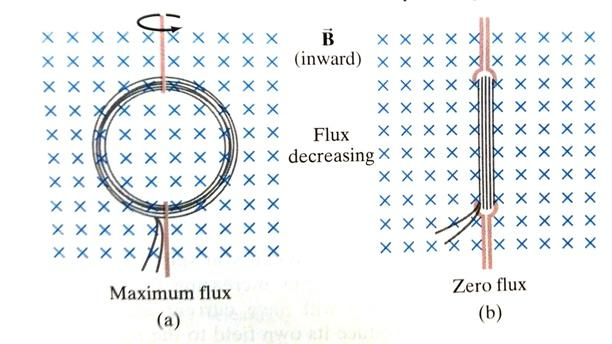 B
(inward)
Flux
decreasing
Maximum flux
(a)
Zero flux
(b)